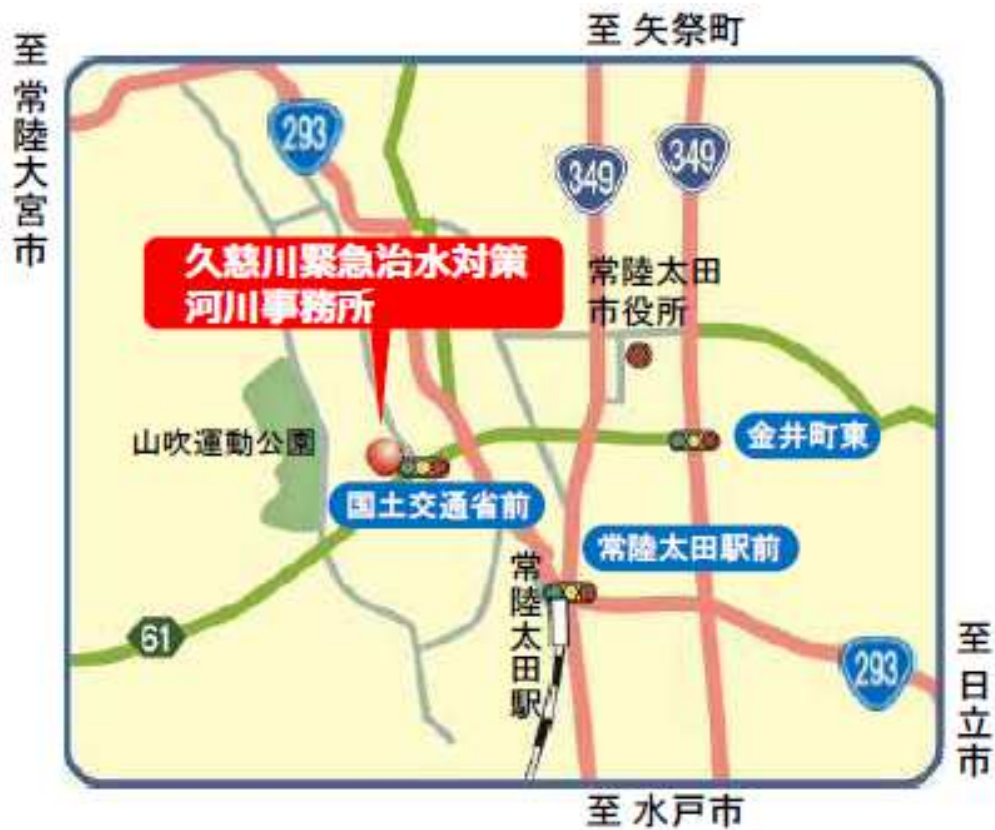 至 矢祭町
至 常陸大宮市
293
349
349
久慈川緊急治水対策
河川事務所
常陸太田
市役所
山吹運動公園
金井町東
国土交通省前
常陸太田駅前
常陸太田駅
61
293
至 日立市
至 水戸市